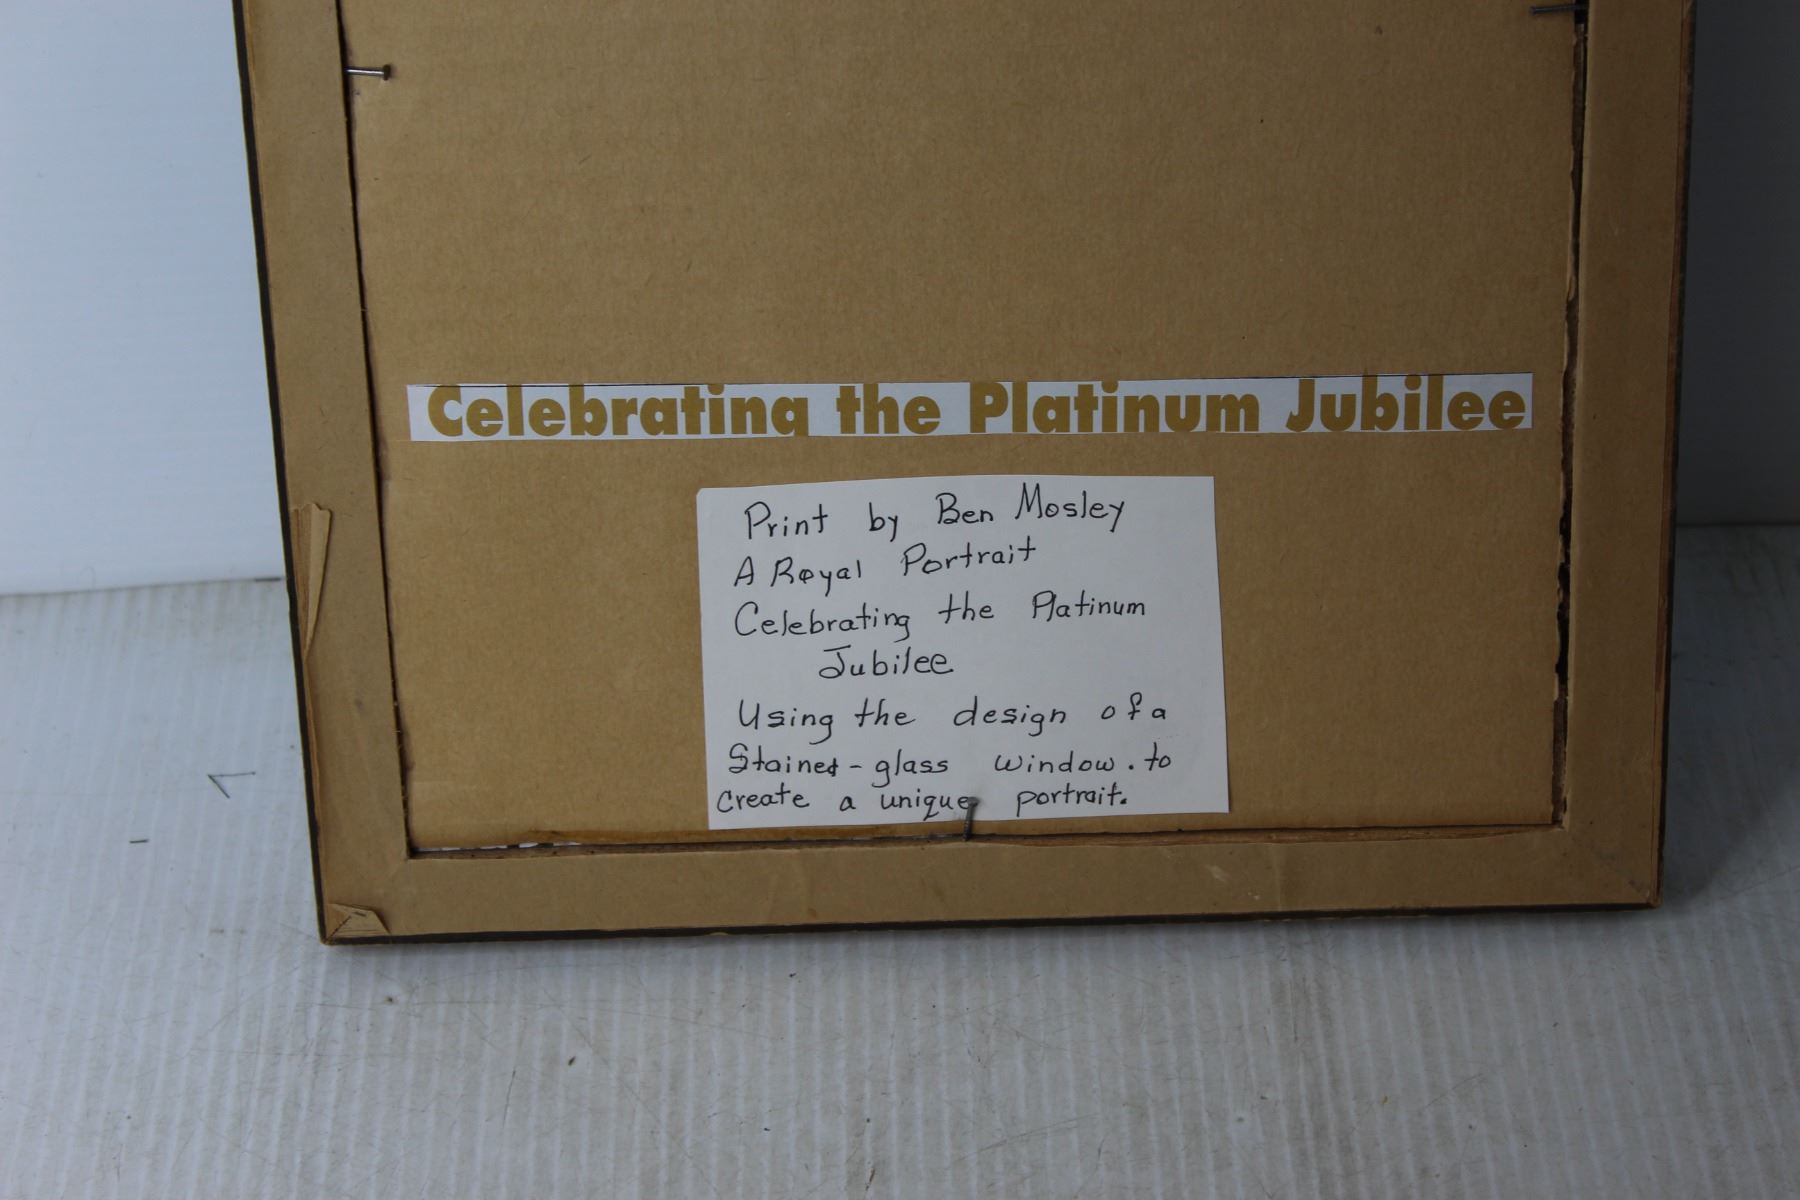 Celebrating the Platinum Jubilee
Print by Ben Mosley
A Royal Portrait
Celebrating the Platinum
Jubilee
Using the design of a
Stained-glass window. to
create a unique portrait.